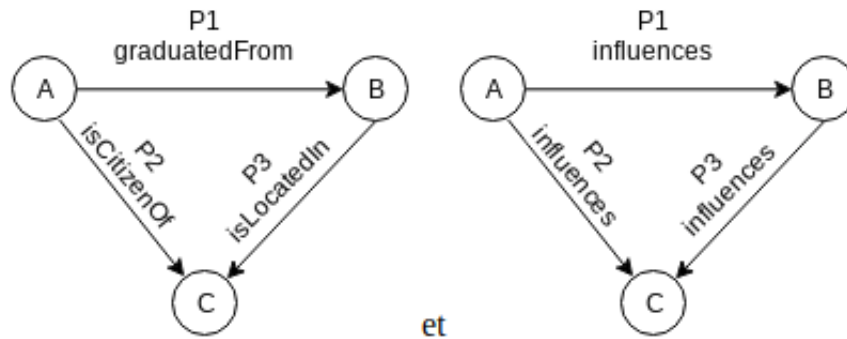 P1
graduatedFrom
A
B
P2
isCitizenOf
P3
isLocatedIn
C
et
P1
influences
A
B
P2
influences
P3
influences
C